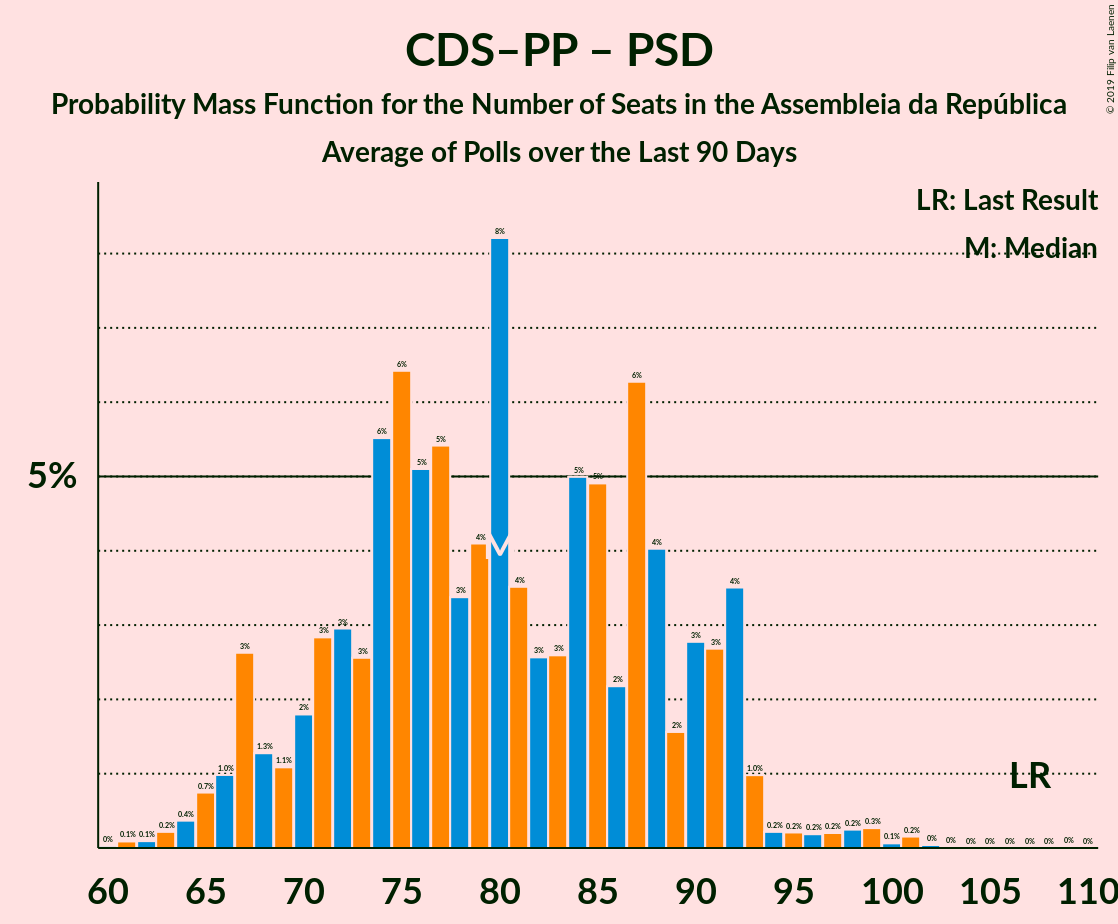 CDS–PP – PSD
Probability Mass Function for the Number of Seats in the Assembleia da República
Average of Polls over the Last 90 Days
© 2019 Filip van Laenen
LR: Last Result
M: Median
5%
LR
0% 0.1% 0.1% 0.2% 0.4% 0.7% 1.0% 3% 1.3% 1.1% 2% 3% 3% 3% 6% 6% 5% 5% 3% 4% 8% 4% 3% 3% 5% 5% 2% 6% 4% 2% 3% 3% 4% 1.0% 0.2% 0.2% 0.2% 0.2% 0.2% 0.3% 0.1% 0.2% 0% 0% 0% 0% 0% 0% 0% 0% 0%
60 65 70 75 80 85 90 95 100 105 110